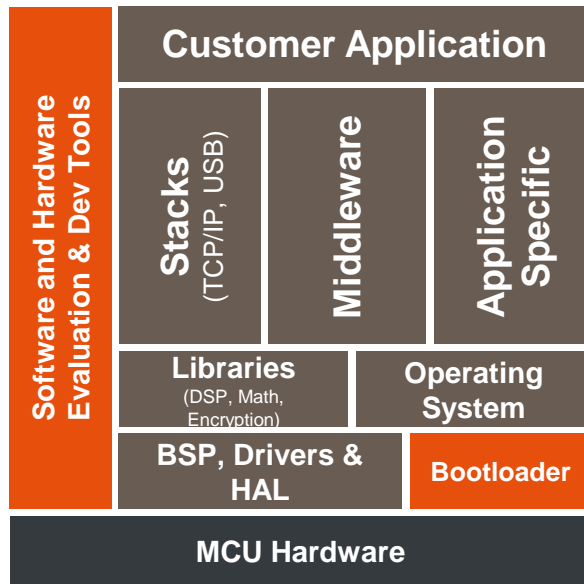 Customer Application
Software and Hardware
Evaluation & Dev Tools
Stacks
(TCP/IP, USB)
Middleware
Application
Specific
Libraries
(DSP, Math,
Encryption)
Operating
System
BSP, Drivers &
HAL
Bootloader
MCU Hardware